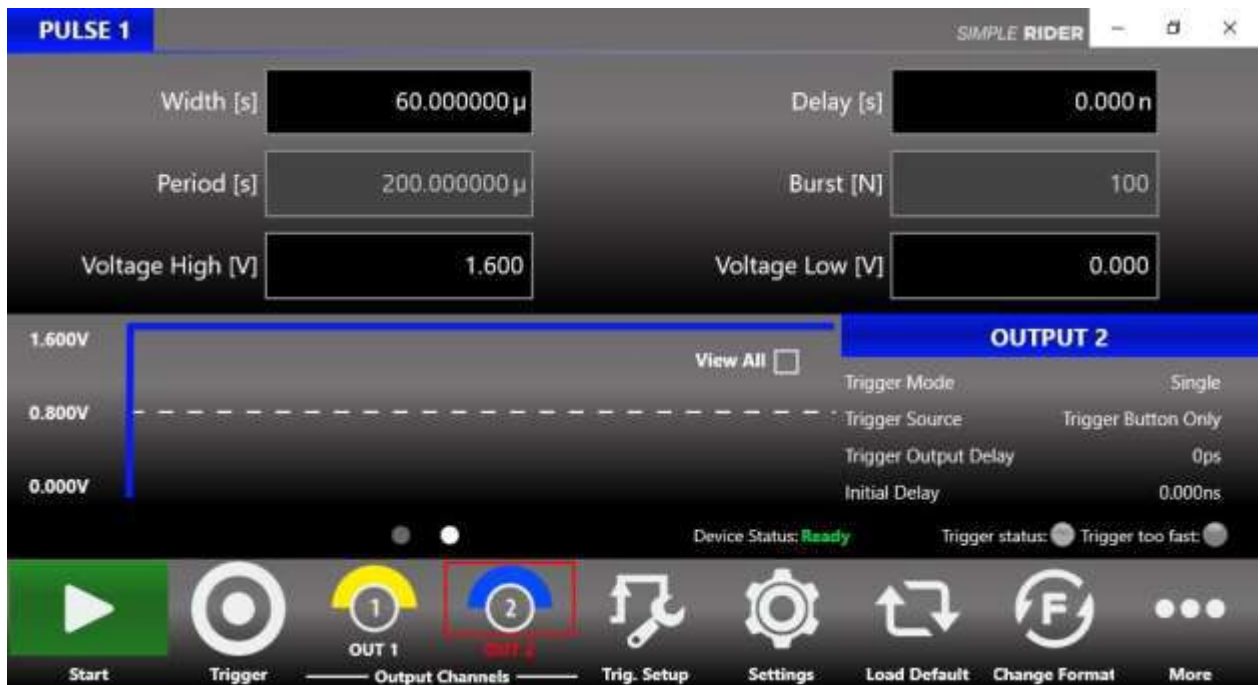 PULSE 1
SIMPLE RIDER
Width [s] 60.000000 µ Delay [s] 0.000 n
Period [s] 200.000000 µ Burst [N] 100
Voltage High [V] 1.600 Voltage Low [V] 0.000
1.600V
0.800V
0.000V
View All
OUTPUT 2
Trigger Mode Single
Trigger Source Trigger Button Only
Trigger Output Delay 0ps
Initial Delay 0.000ns
Device Status: Ready Trigger status: Trigger too fast:
1 2 F
OUT 1 OUT 2
Start Trigger Output Channels Trig. Setup Settings Load Default Change Format More